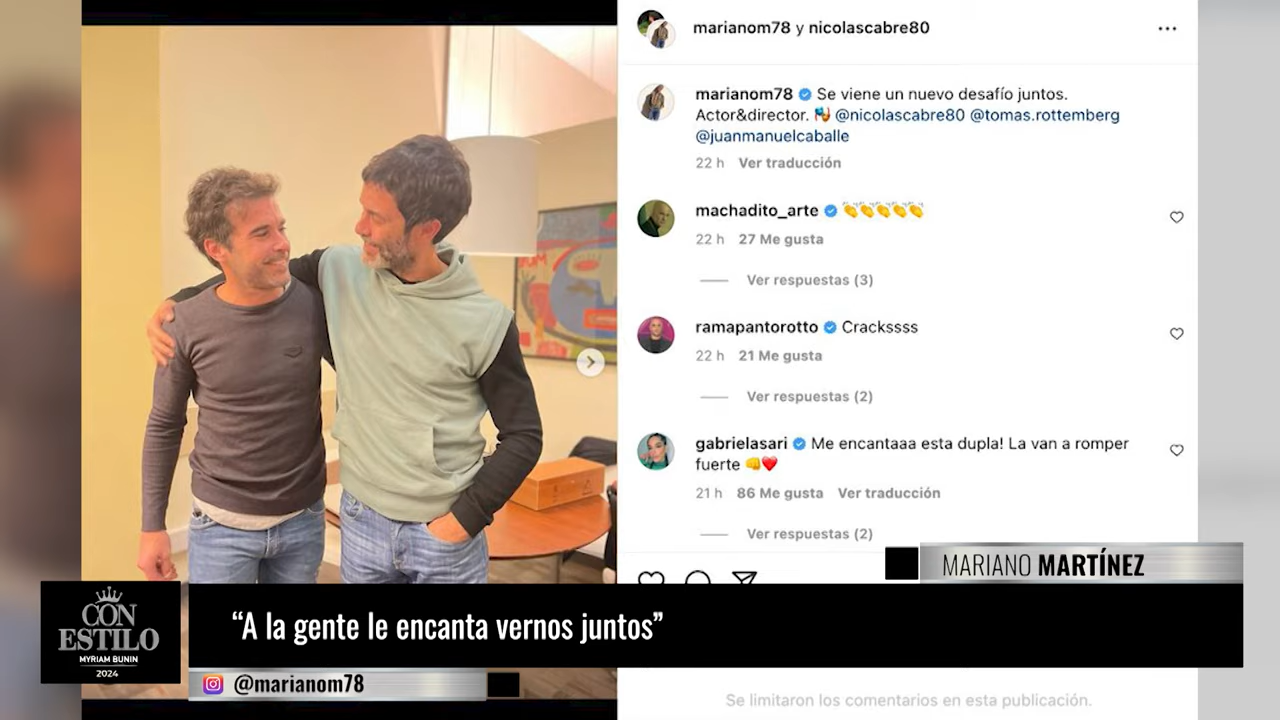 marianom78 y nicolascabre80
marianom78 Se viene un nuevo desafío juntos.
Actor&director. 🎭 @nicolascabre80 @tomas.rottemberg
@juanmanuelcaballe
22 h Ver traducción
machadito_arte 👏👏👏👏👏
22 h 27 Me gusta
Ver respuestas (3)
ramapantorotto Crackssss
22 h 21 Me gusta
Ver respuestas (2)
gabrielasari Me encantaaa esta dupla! La van a romper
fuerte 👊❤️
21 h 86 Me gusta Ver traducción
Ver respuestas (2)
MARIANO MARTÍNEZ
CON
ESTILO
MYRIAM BUNIN
2024
“A la gente le encanta vernos juntos”
@marianom78
Se limitaron los comentarios en esta publicación.